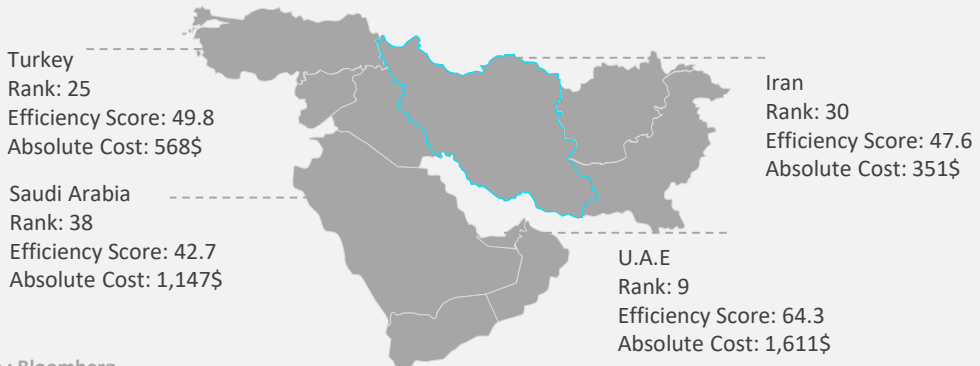 Turkey
Rank: 25
Efficiency Score: 49.8
Absolute Cost: 568$
Iran
Rank: 30
Efficiency Score: 47.6
Absolute Cost: 351$
Saudi Arabia
Rank: 38
Efficiency Score: 42.7
Absolute Cost: 1,147$
U.A.E
Rank: 9
Efficiency Score: 64.3
Absolute Cost: 1,611$
: Bloomberg